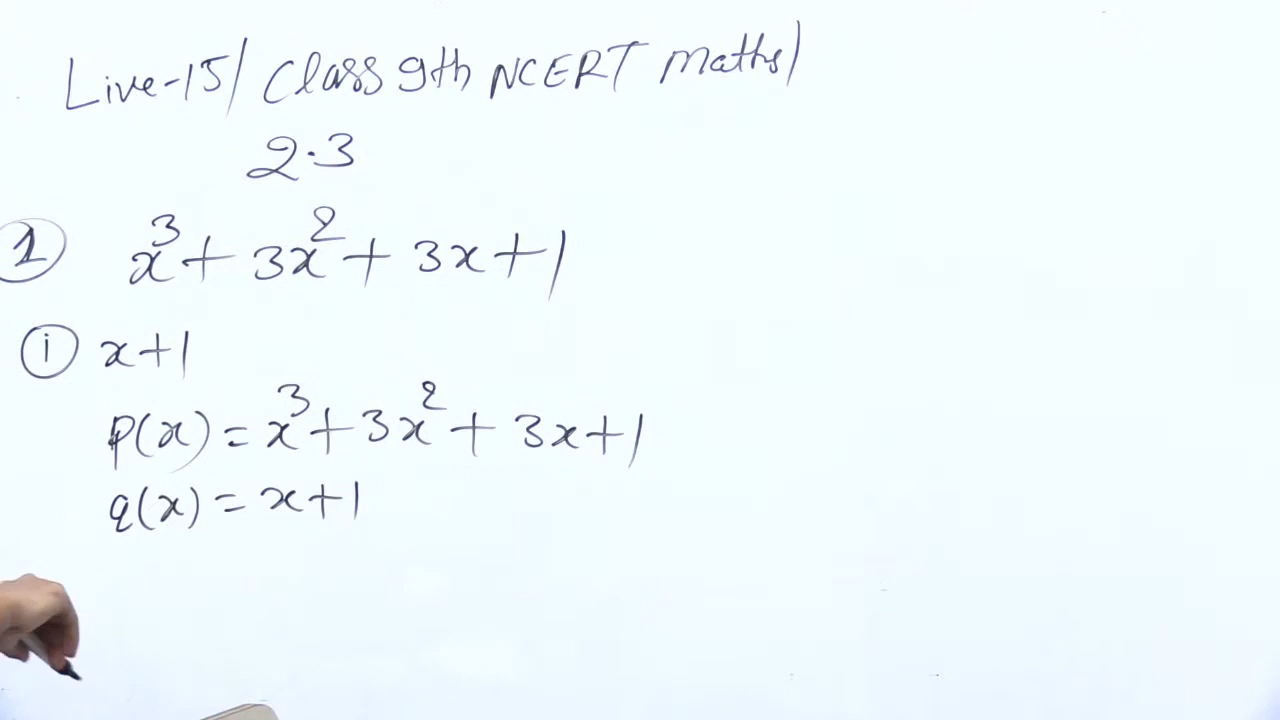 Live-15/ Class 9th NCERT Maths/
2.3
1 x³ + 3x² + 3x + 1
i x+1
p(x) = x³ + 3x² + 3x + 1
q(x) = x + 1